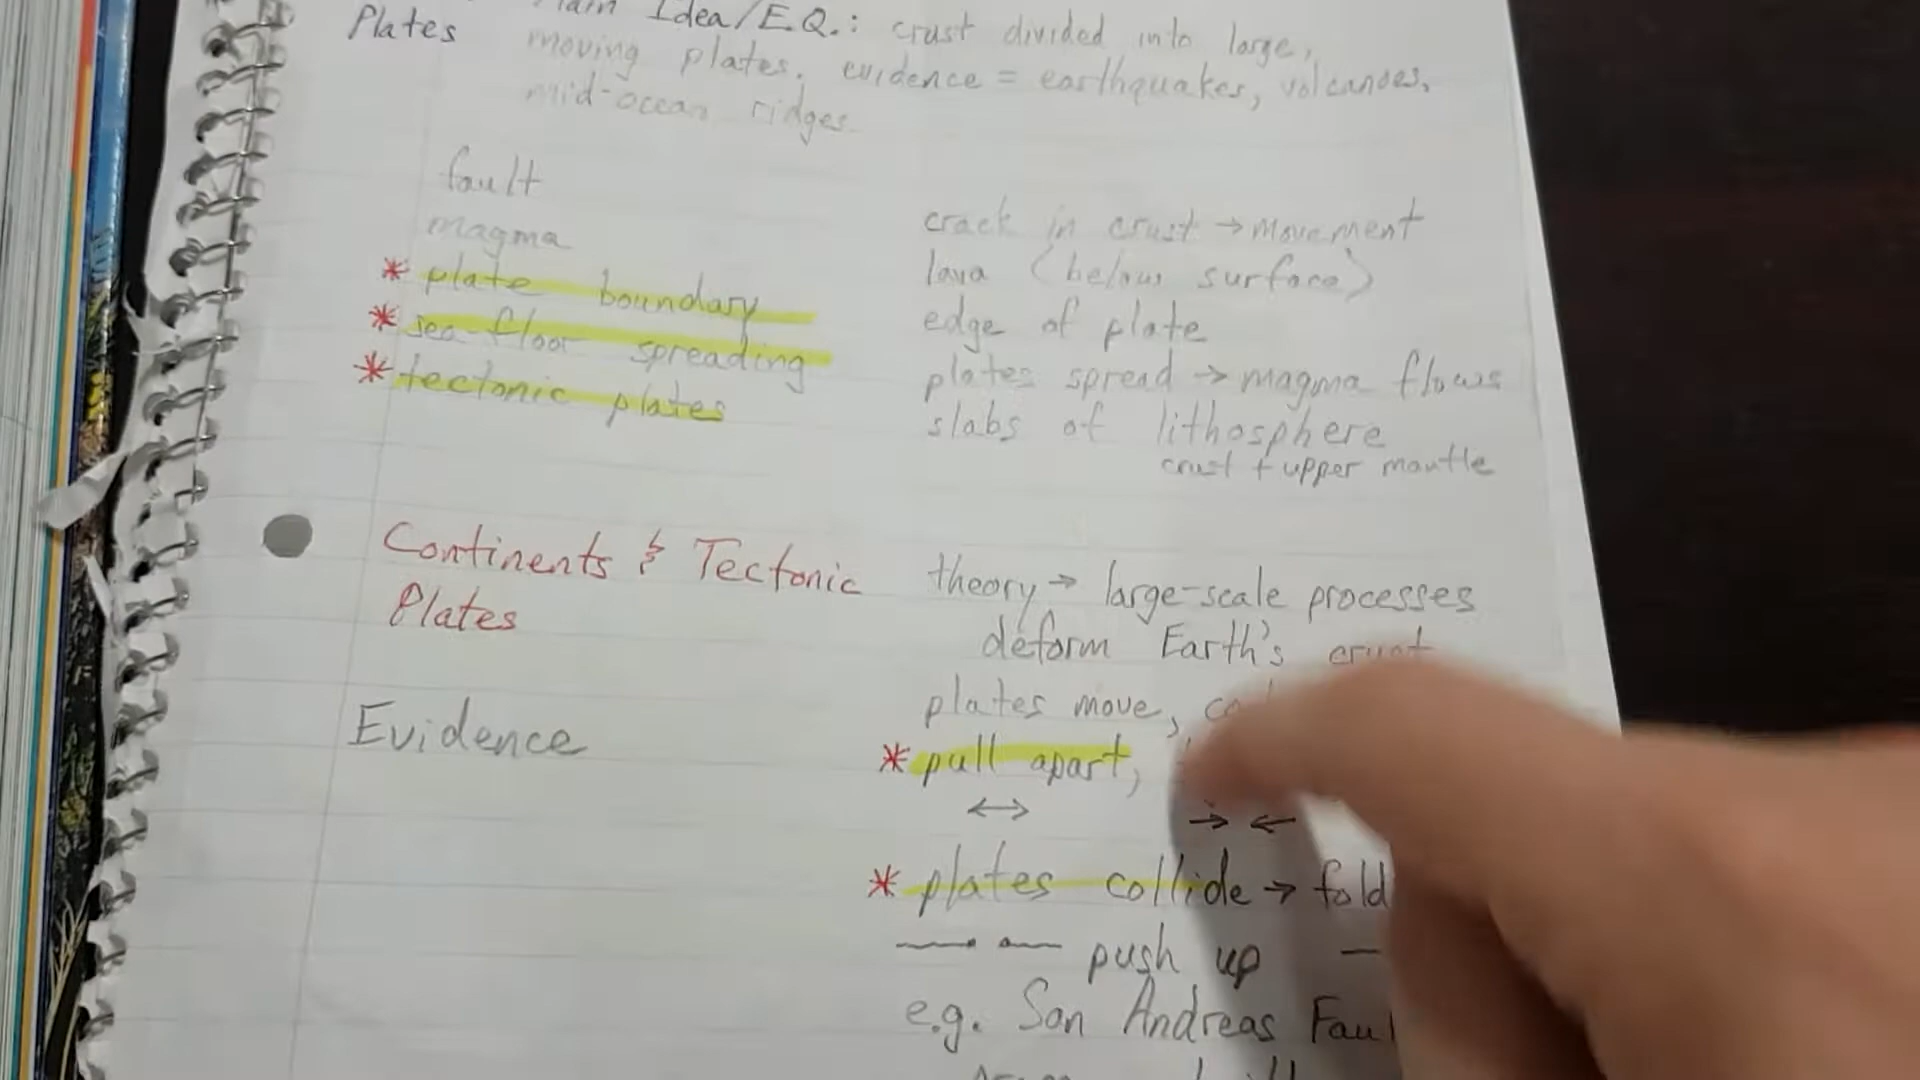 Plates
Main Idea/E.Q.: crust divided into large,
moving plates. evidence = earthquakes, volcanoes,
mid-ocean ridges.
fault
crack in crust → movement
magma
lava (below surface)
* plate boundary
edge of plate
* sea-floor spreading
plates spread → magma flows
* tectonic plates
slabs of lithosphere
crust + upper mantle
Continents & Tectonic
Plates
theory → large-scale processes
deform Earth's crust
Evidence
plates move,
* pull apart,
↔ → ←
* plates collide → fold
push up
e.g. San Andreas